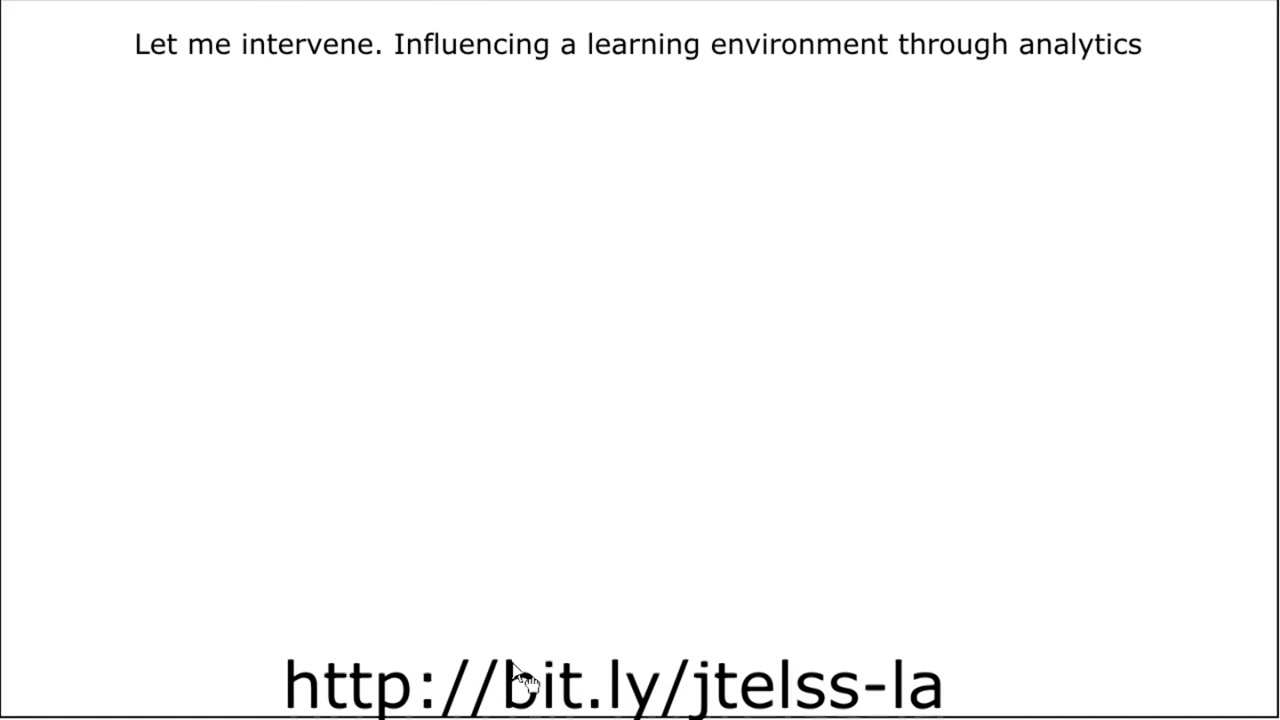 Let me intervene. Influencing a learning environment through analytics
http://bit.ly/jtelss-la